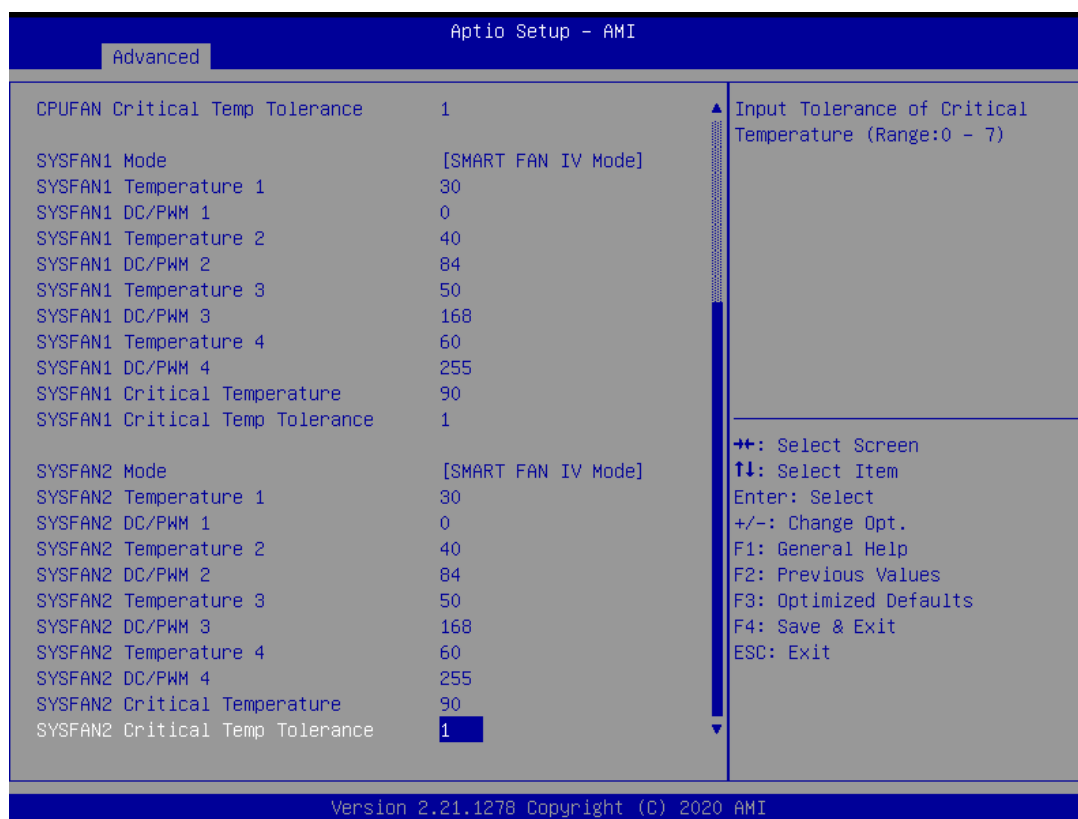 Aptio Setup – AMI
Advanced
CPUFAN Critical Temp Tolerance 1
SYSFAN1 Mode [SMART FAN IV Mode]
SYSFAN1 Temperature 1 30
SYSFAN1 DC/PWM 1 0
SYSFAN1 Temperature 2 40
SYSFAN1 DC/PWM 2 84
SYSFAN1 Temperature 3 50
SYSFAN1 DC/PWM 3 168
SYSFAN1 Temperature 4 60
SYSFAN1 DC/PWM 4 255
SYSFAN1 Critical Temperature 90
SYSFAN1 Critical Temp Tolerance 1
SYSFAN2 Mode [SMART FAN IV Mode]
SYSFAN2 Temperature 1 30
SYSFAN2 DC/PWM 1 0
SYSFAN2 Temperature 2 40
SYSFAN2 DC/PWM 2 84
SYSFAN2 Temperature 3 50
SYSFAN2 DC/PWM 3 168
SYSFAN2 Temperature 4 60
SYSFAN2 DC/PWM 4 255
SYSFAN2 Critical Temperature 90
SYSFAN2 Critical Temp Tolerance 1
Input Tolerance of Critical
Temperature (Range:0 – 7)
→←: Select Screen
↑↓: Select Item
Enter: Select
+/-: Change Opt.
F1: General Help
F2: Previous Values
F3: Optimized Defaults
F4: Save & Exit
ESC: Exit
Version 2.21.1278 Copyright (C) 2020 AMI